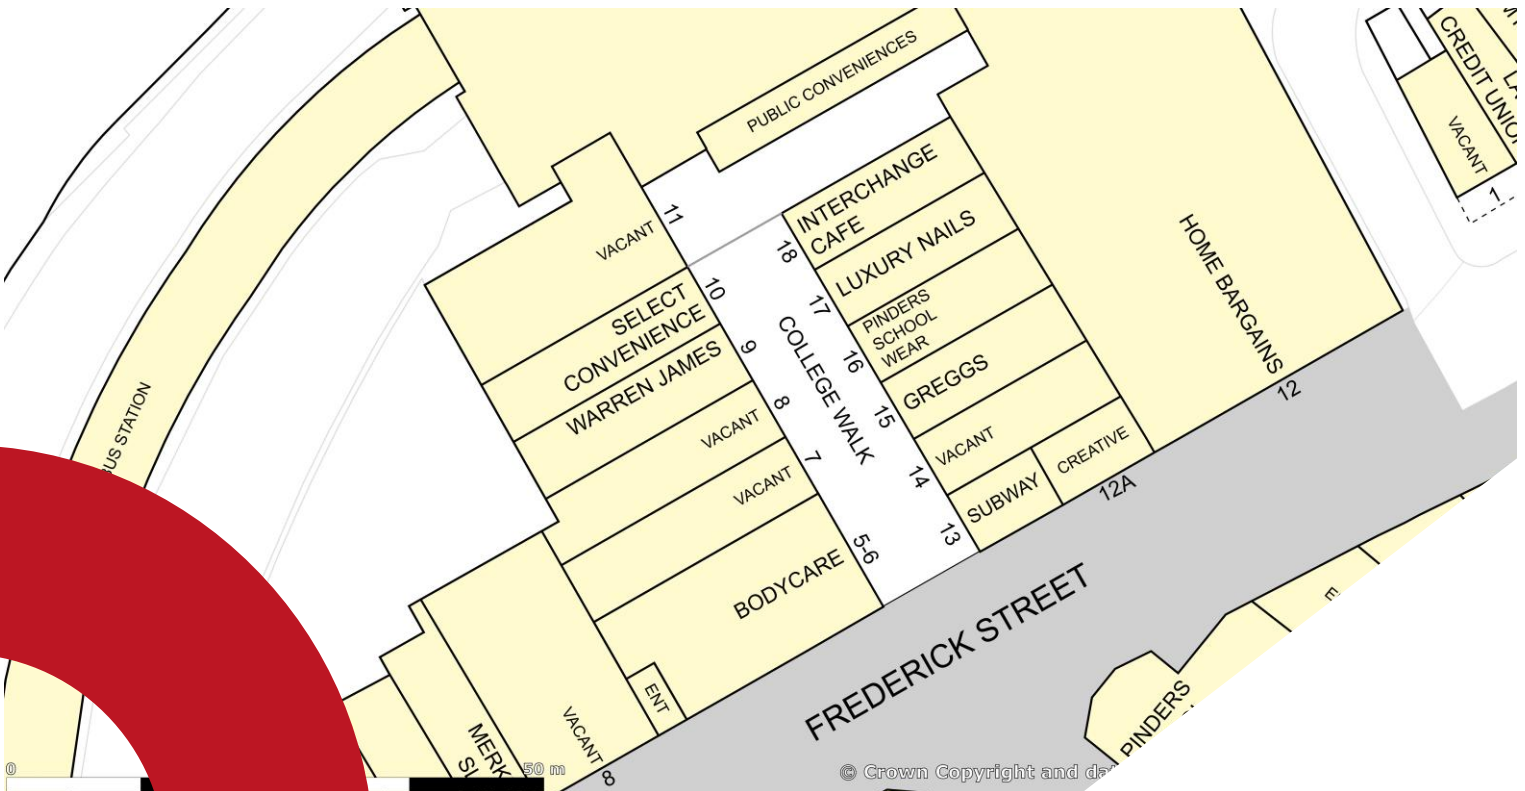 PUBLIC CONVENIENCES
CREDIT UNION
VACANT
1
INTERCHANGE
CAFE
18
11
VACANT
LUXURY NAILS
17
SELECT
CONVENIENCE
10
PINDERS
SCHOOL
WEAR
16
WARREN JAMES
9
COLLEGE WALK
GREGGS
15
HOME BARGAINS
12
BUS STATION
VACANT
8
VACANT
14
VACANT
7
SUBWAY
13
CREATIVE
12A
BODYCARE
5-6
FREDERICK STREET
ENT
VACANT
8
MERK
SL
PINDERS
E
0
50 m
© Crown Copyright and dat